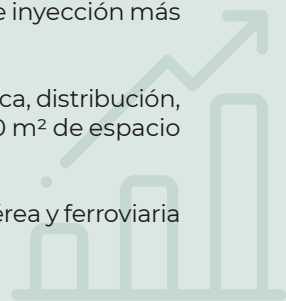 e inyección más
ca, distribución,
0 m² de espacio
érea y ferroviaria